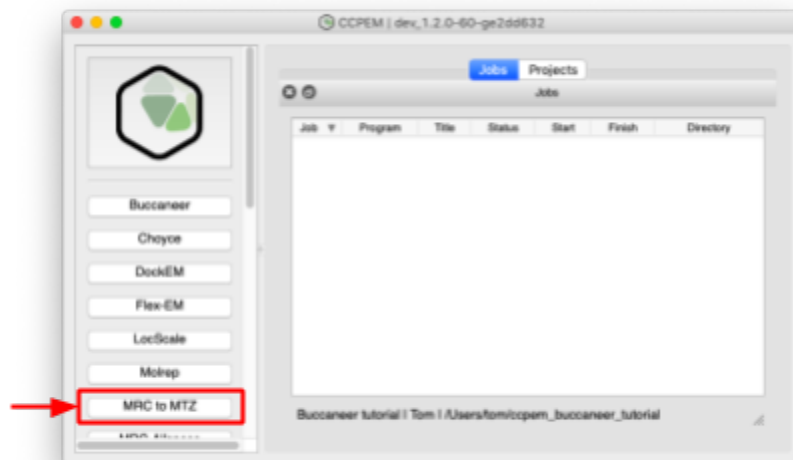 CCPEM | dev_1.2.0-60-ge2dd632
Jobs Projects
Jobs
Job Program Title Status Start Finish Directory
Buccaneer
Choyce
DockEM
Flex-EM
LocScale
Molrep
MRC to MTZ
Buccaneer tutorial | Tom | /Users/tom/ccpem_buccaneer_tutorial